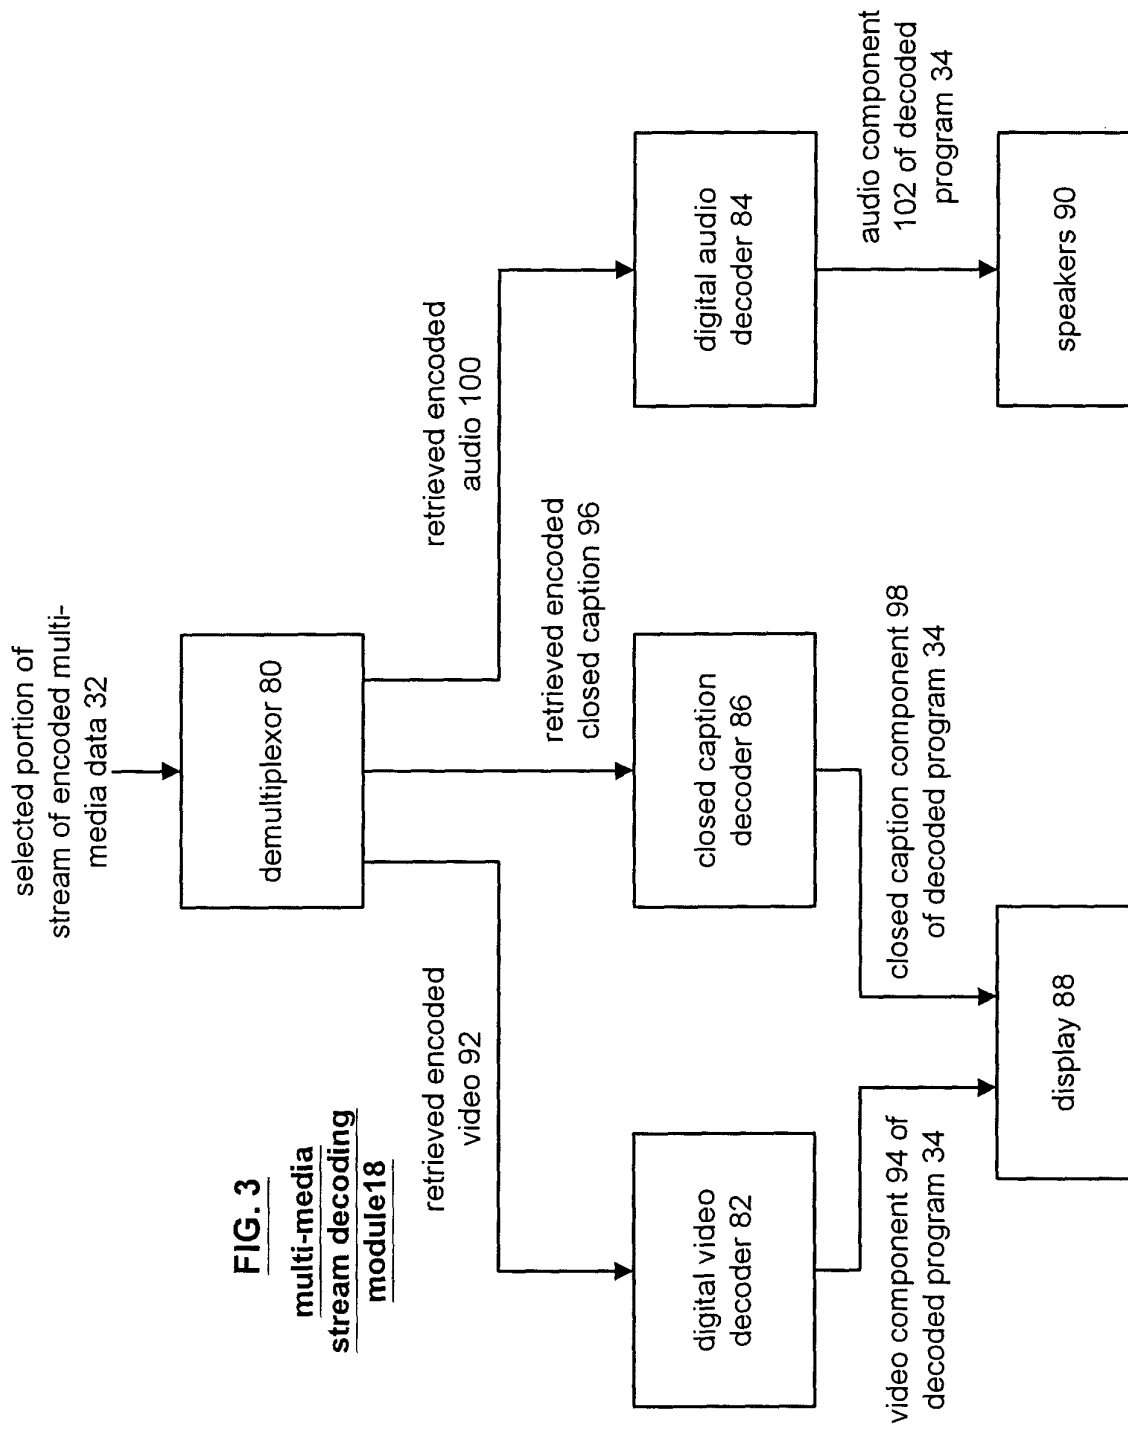 FIG. 3
multi-media
stream decoding
module18
selected portion of
stream of encoded multi-
media data 32
demultiplexor 80
retrieved encoded
video 92
retrieved encoded
closed caption 96
retrieved encoded
audio 100
digital video
decoder 82
closed caption
decoder 86
digital audio
decoder 84
video component 94 of
decoded program 34
closed caption component 98
of decoded program 34
audio component
102 of decoded
program 34
display 88
speakers 90